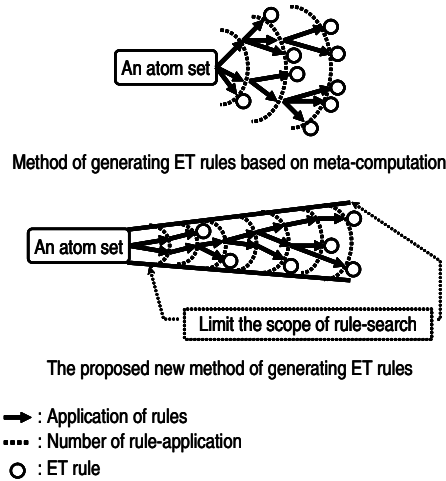 An atom set
Method of generating ET rules based on meta-computation
An atom set
Limit the scope of rule-search
The proposed new method of generating ET rules
: Application of rules
: Number of rule-application
: ET rule